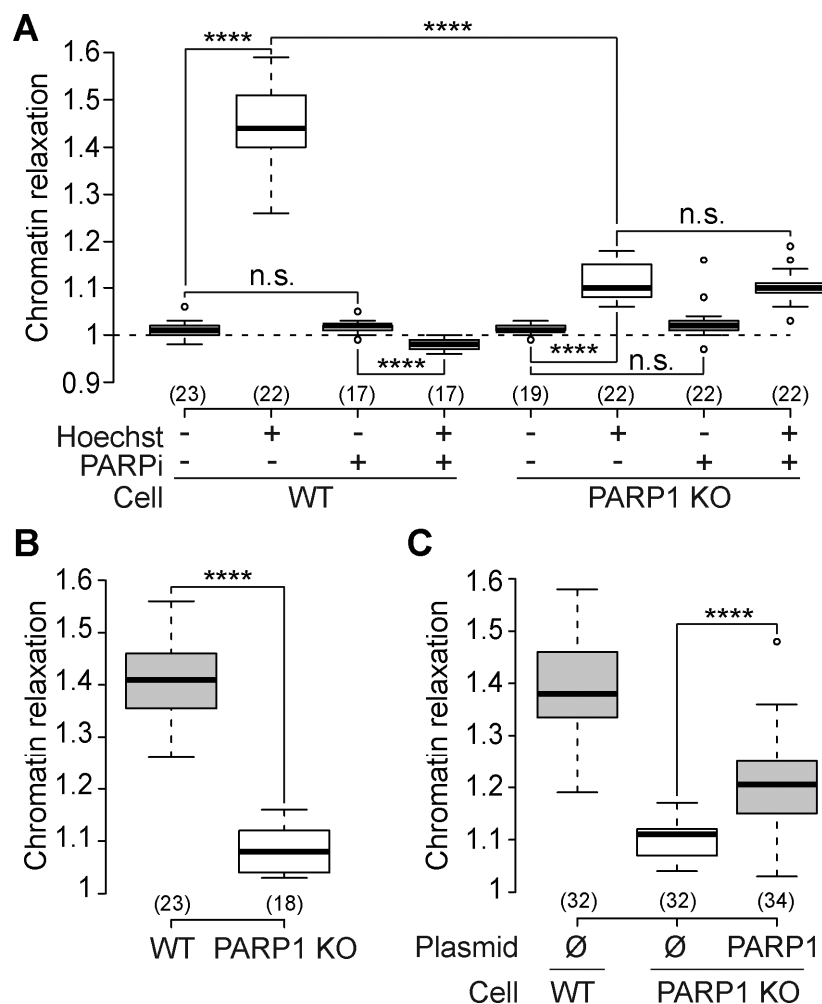 A
Chromatin relaxation
1.6
1.5
1.4
1.3
1.2
1.1
1
0.9
**** ****
n.s. n.s.
**** **** n.s.
(23) (22) (17) (17) (19) (22) (22) (22)
Hoechst - + - + - + - +
PARPi - - + + - - + +
Cell WT PARP1 KO
B
Chromatin relaxation
1.6
1.5
1.4
1.3
1.2
1.1
1
****
(23) (18)
WT PARP1 KO
C
Chromatin relaxation
1.6
1.5
1.4
1.3
1.2
1.1
1
****
(32) (32) (34)
Plasmid Ø Ø PARP1
Cell WT PARP1 KO